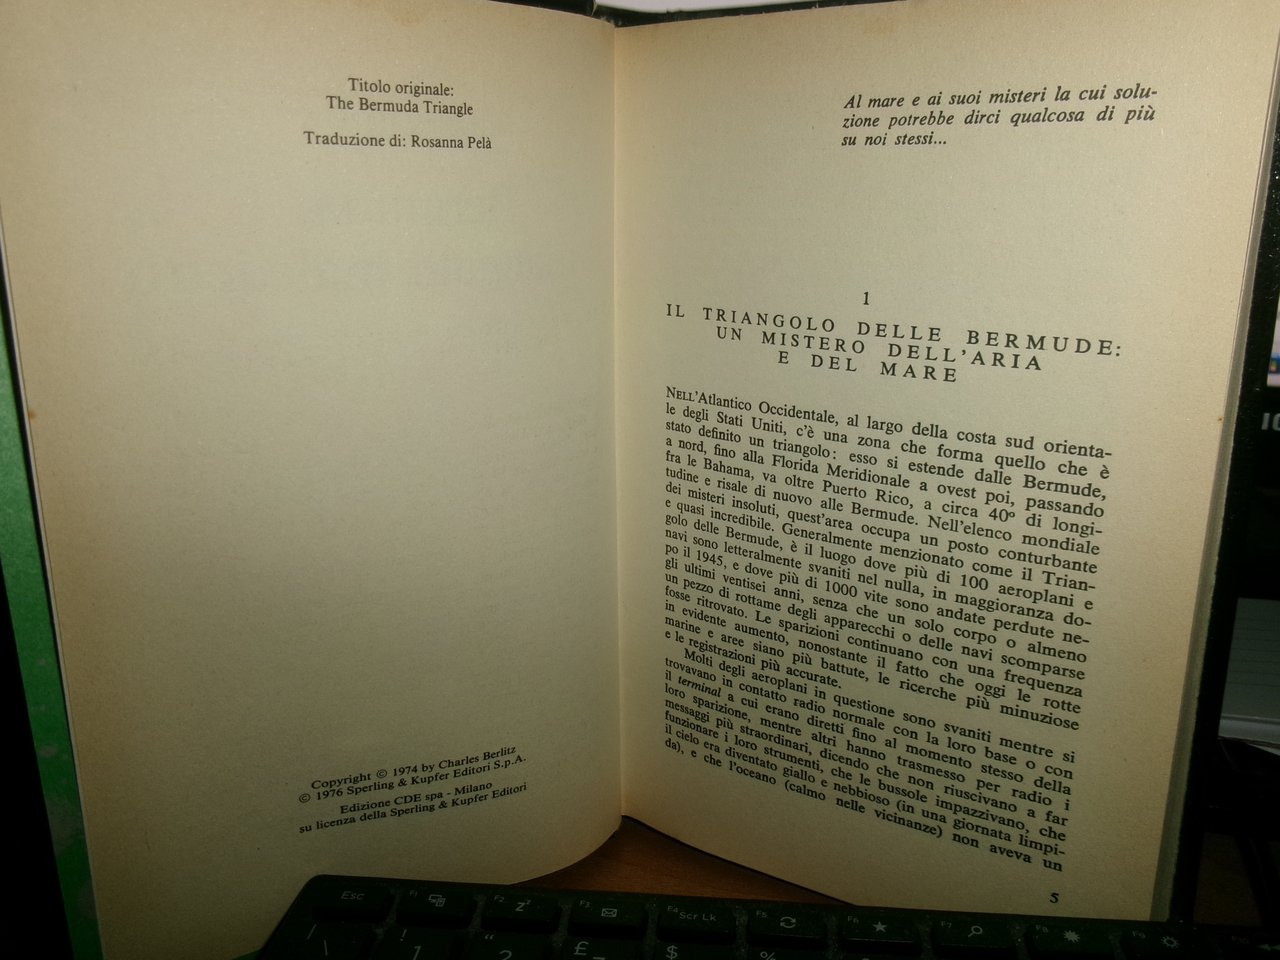 Titolo originale:
The Bermuda Triangle
Traduzione di: Rosanna Pelà
Copyright © 1974 by Charles Berlitz
© 1976 Sperling & Kupfer Editori S.p.A.
Edizione CDE spa - Milano
su licenza della Sperling & Kupfer Editori
Al mare e ai suoi misteri la cui solu-
zione potrebbe dirci qualcosa di più
su noi stessi...
1
IL TRIANGOLO DELLE BERMUDE:
UN MISTERO DELL'ARIA
E DEL MARE
NELL'Atlantico Occidentale, al largo della costa sud orienta-
le degli Stati Uniti, c'è una zona che forma quello che è
stato definito un triangolo: esso si estende dalle Bermude,
a nord, fino alla Florida Meridionale a ovest poi, passando
fra le Bahama, va oltre Puerto Rico, a circa 40° di longi-
tudine e risale di nuovo alle Bermude. Nell'elenco mondiale
dei misteri insoluti, quest'area occupa un posto conturbante
e quasi incredibile. Generalmente menzionato come il Trian-
golo delle Bermude, è il luogo dove più di 100 aeroplani e
navi sono letteralmente svaniti nel nulla, in maggioranza do-
po il 1945, e dove più di 1000 vite sono andate perdute ne-
gli ultimi ventisei anni, senza che un solo corpo o almeno
un pezzo di rottame degli apparecchi o delle navi scomparse
fosse ritrovato. Le sparizioni continuano con una frequenza
in evidente aumento, nonostante il fatto che oggi le rotte
marine e aree siano più battute, le ricerche più minuziose
e le registrazioni più accurate.
Molti degli aeroplani in questione sono svaniti mentre si
trovavano in contatto radio normale con la loro base o con
il terminal a cui erano diretti fino al momento stesso della
loro sparizione, mentre altri hanno trasmesso per radio i
messaggi più straordinari, dicendo che non riuscivano a far
funzionare i loro strumenti, che le bussole impazzivano, che
il cielo era diventato giallo e nebbioso (in una giornata limpi-
da), e che l'oceano (calmo nelle vicinanze) non aveva un
5
Esc F1 F2 F3 F4 Scr Lk F5 F6 F7 F8 F9 F10
\ ! " £ $ %